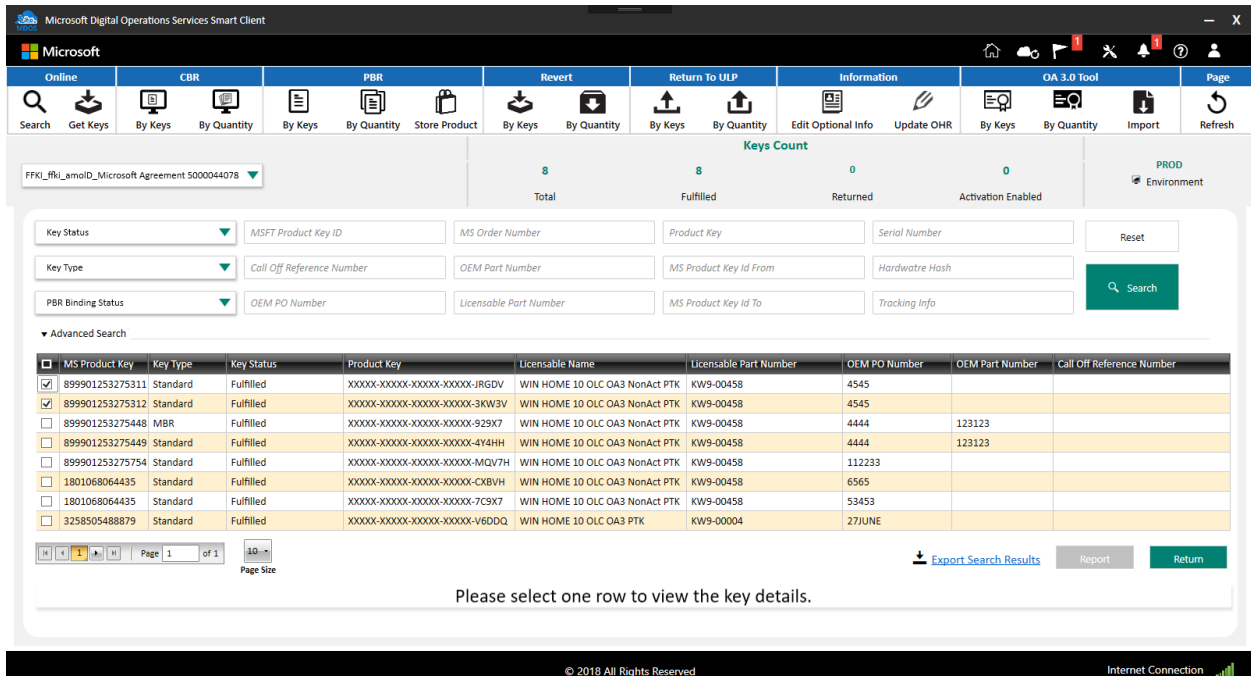 MDOS Microsoft Digital Operations Services Smart Client – X
Microsoft 1 1
Online CBR PBR Revert Return To ULP Information OA 3.0 Tool Page
Search Get Keys By Keys By Quantity By Keys By Quantity Store Product By Keys By Quantity By Keys By Quantity Edit Optional Info Update OHR By Keys By Quantity Import Refresh
Keys Count
FFKI_ffki_amolD_Microsoft Agreement 5000044078
8 8 0 0
Total Fulfilled Returned Activation Enabled
PROD
Environment
Key Status MSFT Product Key ID MS Order Number Product Key Serial Number Reset
Key Type Call Off Reference Number OEM Part Number MS Product Key Id From Hardwatre Hash
Search
PBR Binding Status OEM PO Number Licensable Part Number MS Product Key Id To Tracking Info
Advanced Search
MS Product Key Key Type Key Status Product Key Licensable Name Licensable Part Number OEM PO Number OEM Part Number Call Off Reference Number
899901253275311 Standard Fulfilled XXXXX-XXXXX-XXXXX-XXXXX-JRGDV WIN HOME 10 OLC OA3 NonAct PTK KW9-00458 4545
899901253275312 Standard Fulfilled XXXXX-XXXXX-XXXXX-XXXXX-3KW3V WIN HOME 10 OLC OA3 NonAct PTK KW9-00458 4545
899901253275448 MBR Fulfilled XXXXX-XXXXX-XXXXX-XXXXX-929X7 WIN HOME 10 OLC OA3 NonAct PTK KW9-00458 4444 123123
899901253275449 Standard Fulfilled XXXXX-XXXXX-XXXXX-XXXXX-4Y4HH WIN HOME 10 OLC OA3 NonAct PTK KW9-00458 4444 123123
899901253275754 Standard Fulfilled XXXXX-XXXXX-XXXXX-XXXXX-MQV7H WIN HOME 10 OLC OA3 NonAct PTK KW9-00458 112233
1801068064435 Standard Fulfilled XXXXX-XXXXX-XXXXX-XXXXX-CXBVH WIN HOME 10 OLC OA3 NonAct PTK KW9-00458 6565
1801068064435 Standard Fulfilled XXXXX-XXXXX-XXXXX-XXXXX-7C9X7 WIN HOME 10 OLC OA3 NonAct PTK KW9-00458 53453
3258505488879 Standard Fulfilled XXXXX-XXXXX-XXXXX-XXXXX-V6DDQ WIN HOME 10 OLC OA3 PTK KW9-00004 27JUNE
1 Page 1 of 1 10
Page Size
Export Search Results Report Return
Please select one row to view the key details.
© 2018 All Rights Reserved Internet Connection